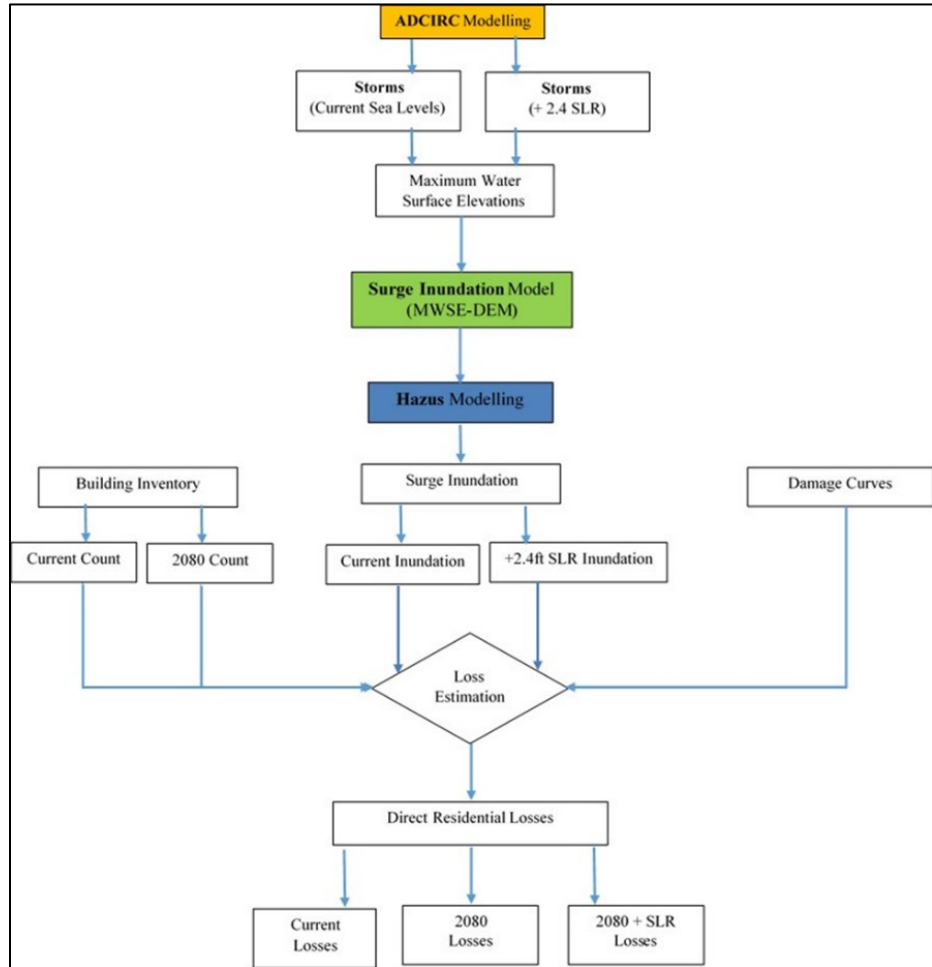 ADCIRC Modelling
Storms
(Current Sea Levels)
Storms
(+ 2.4 SLR)
Maximum Water
Surface Elevations
Surge Inundation Model
(MWSE-DEM)
Hazus Modelling
Building Inventory
Surge Inundation
Damage Curves
Current Count
2080 Count
Current Inundation
+2.4ft SLR Inundation
Loss
Estimation
Direct Residential Losses
Current
Losses
2080
Losses
2080 + SLR
Losses